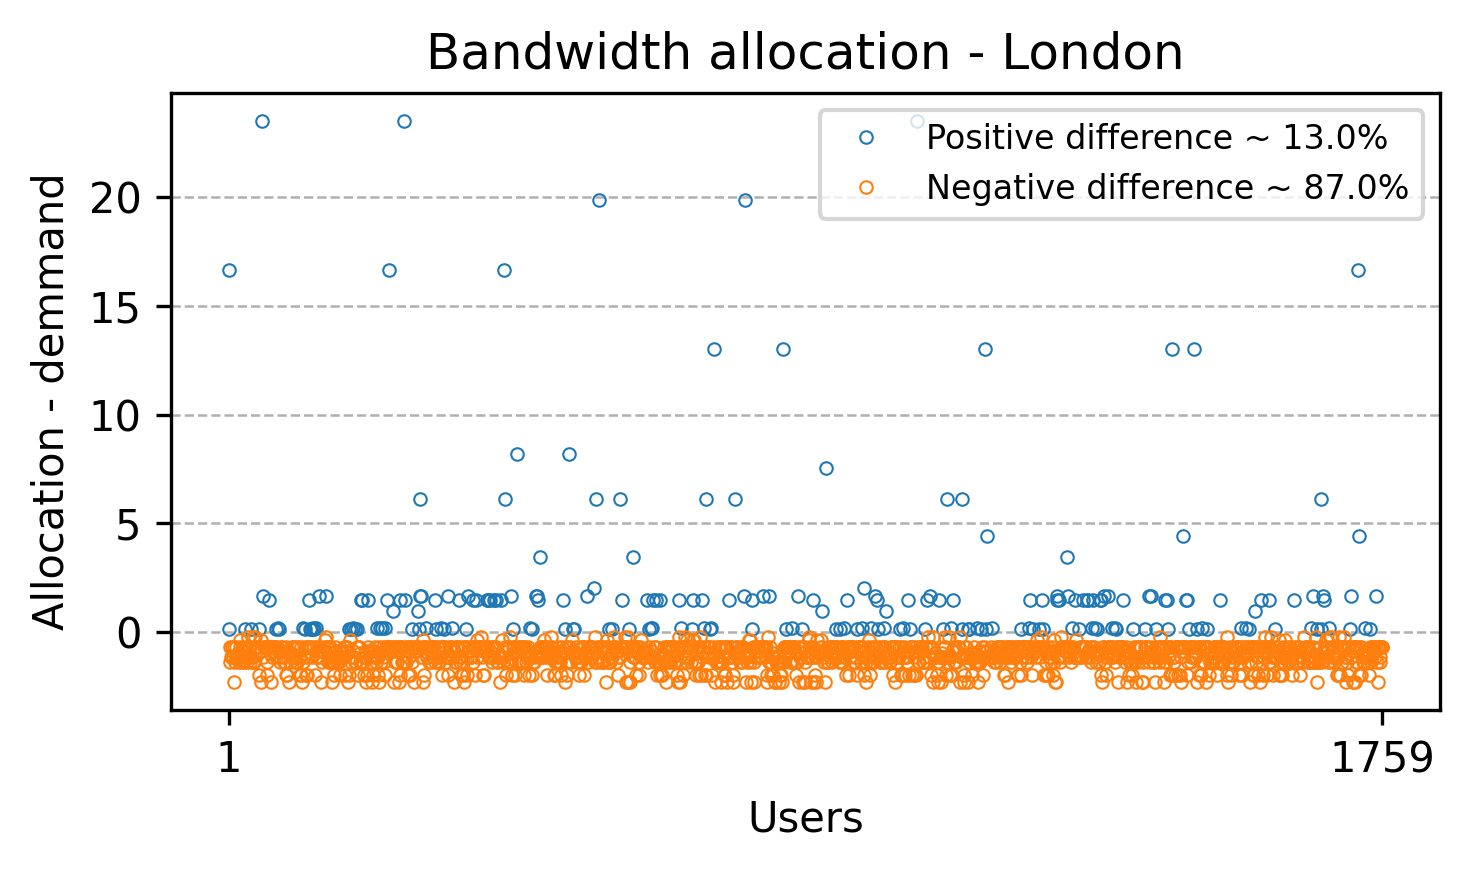 Bandwidth allocation - London
Positive difference ~ 13.0%
Negative difference ~ 87.0%
Allocation - demmand
20
15
10
5
0
1
1759
Users